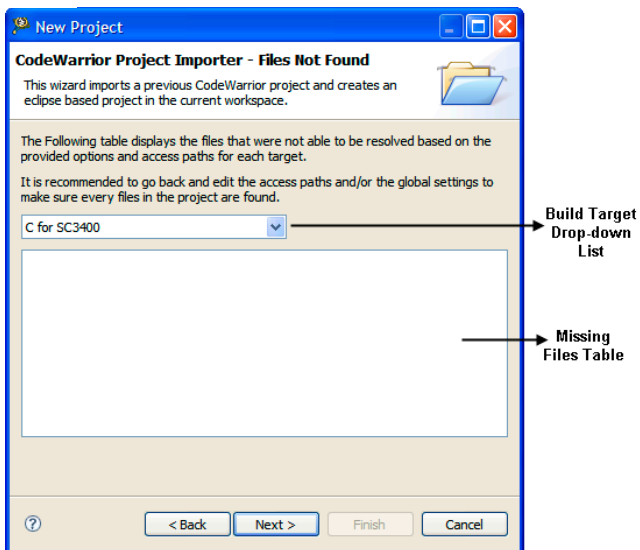 New Project
CodeWarrior Project Importer - Files Not Found
This wizard imports a previous CodeWarrior project and creates an
eclipse based project in the current workspace.
The Following table displays the files that were not able to be resolved based on the
provided options and access paths for each target.
It is recommended to go back and edit the access paths and/or the global settings to
make sure every files in the project are found.
C for SC3400
Build Target
Drop-down
List
Missing
Files Table
?
< Back
Next >
Finish
Cancel